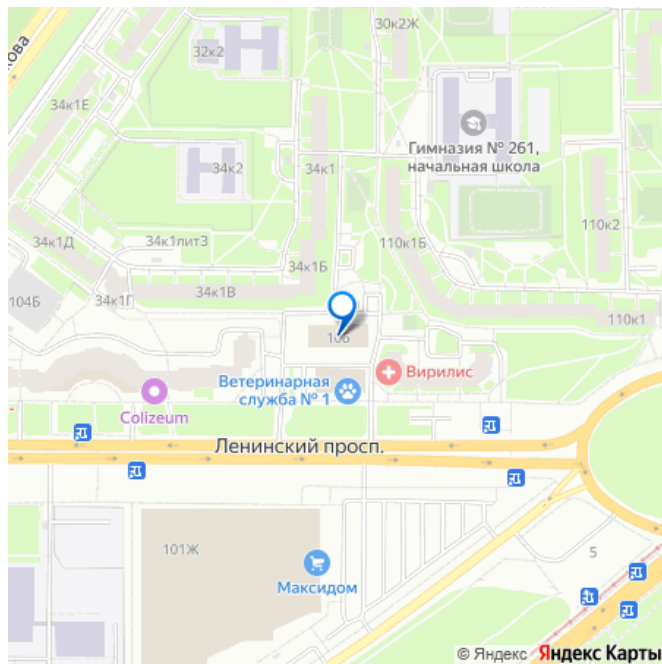 30к2Ж
кова
32к2
34к1Е
Гимназия № 261,
начальная школа
34к2
34к1
110к2
34к1Д
34к1литЗ
110к1Б
34к1Б
104Б
34к1Г
34к1В
110к1
106
Вирилис
Ветеринарная
служба № 1
Colizeum
Ленинский просп.
101Ж
5
Максидом
© Яндекс Яндекс Карты